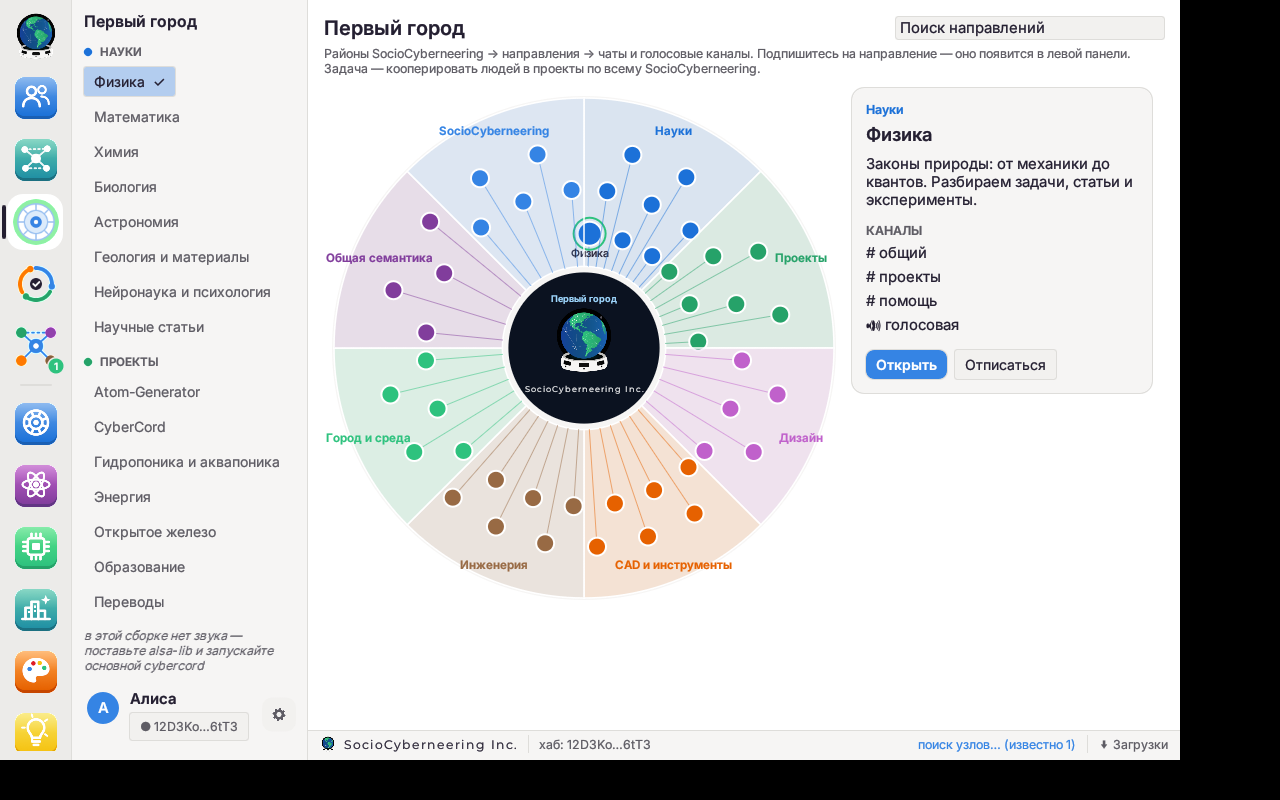 Первый город
НАУКИ
Физика ✓
Математика
Химия
Биология
Астрономия
Геология и материалы
Нейронаука и психология
Научные статьи
ПРОЕКТЫ
Atom-Generator
CyberCord
Гидропоника и аквапоника
Энергия
Открытое железо
Образование
Переводы
в этой сборке нет звука —
поставьте alsa-lib и запускайте
основной cybercord
А
Алиса
12D3Ko…6tT3
1
Первый город
Поиск направлений
Районы SocioCyberneering → направления → чаты и голосовые каналы. Подпишитесь на направление — оно появится в левой панели.
Задача — кооперировать людей в проекты по всему SocioCyberneering.
SocioCyberneering
Науки
Общая семантика
Физика
Проекты
Первый город
SocioCyberneering Inc.
Город и среда
Дизайн
Инженерия
CAD и инструменты
Науки
Физика
Законы природы: от механики до
квантов. Разбираем задачи, статьи и
эксперименты.
КАНАЛЫ
# общий
# проекты
# помощь
голосовая
Открыть
Отписаться
SocioCyberneering Inc.
хаб: 12D3Ko…6tT3
поиск узлов… (известно 1)
Загрузки